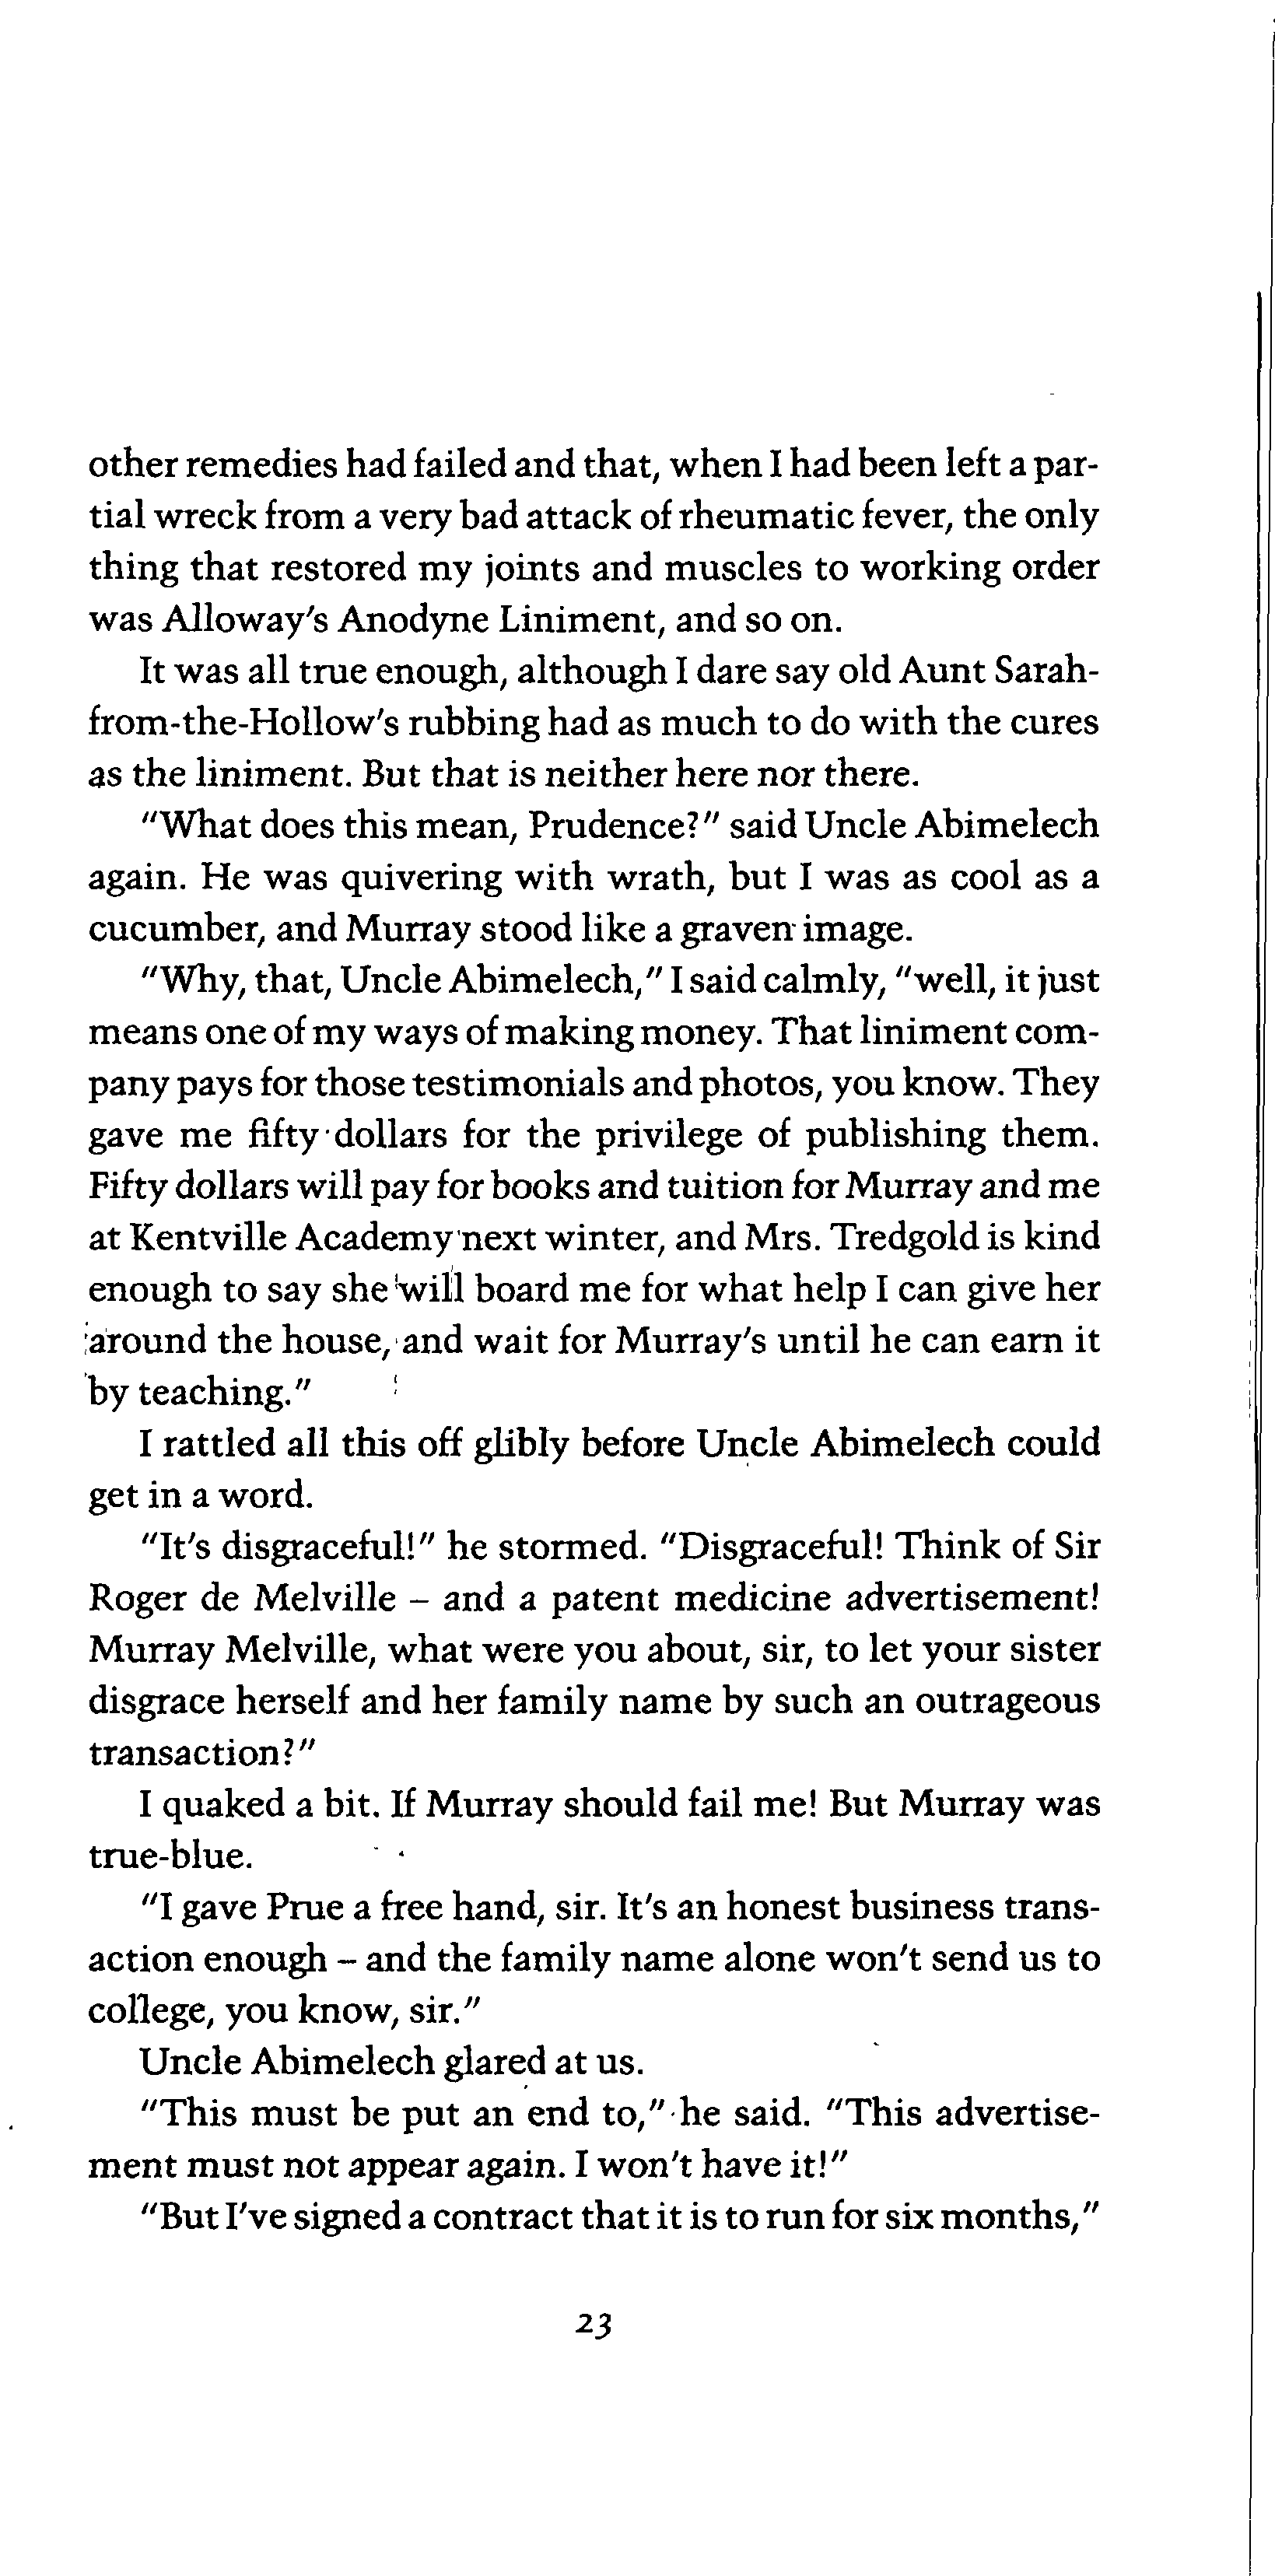 other remedies had failed and that, when I had been left a par-
tial wreck from a very bad attack of rheumatic fever, the only
thing that restored my joints and muscles to working order
was Alloway's Anodyne Liniment, and so on.
It was all true enough, although I dare say old Aunt Sarah-
from-the-Hollow's rubbing had as much to do with the cures
as the liniment. But that is neither here nor there.
"What does this mean, Prudence?" said Uncle Abimelech
again. He was quivering with wrath, but I was as cool as a
cucumber, and Murray stood like a graven image.
"Why, that, Uncle Abimelech," I said calmly, "well, it just
means one of my ways of making money. That liniment com-
pany pays for those testimonials and photos, you know. They
gave me fifty dollars for the privilege of publishing them.
Fifty dollars will pay for books and tuition for Murray and me
at Kentville Academy next winter, and Mrs. Tredgold is kind
enough to say she will board me for what help I can give her
around the house, and wait for Murray's until he can earn it
by teaching."
I rattled all this off glibly before Uncle Abimelech could
get in a word.
"It's disgraceful!" he stormed. "Disgraceful! Think of Sir
Roger de Melville – and a patent medicine advertisement!
Murray Melville, what were you about, sir, to let your sister
disgrace herself and her family name by such an outrageous
transaction?"
I quaked a bit. If Murray should fail me! But Murray was
true-blue.
"I gave Prue a free hand, sir. It's an honest business trans-
action enough – and the family name alone won't send us to
college, you know, sir."
Uncle Abimelech glared at us.
"This must be put an end to," he said. "This advertise-
ment must not appear again. I won't have it!"
"But I've signed a contract that it is to run for six months,"
23